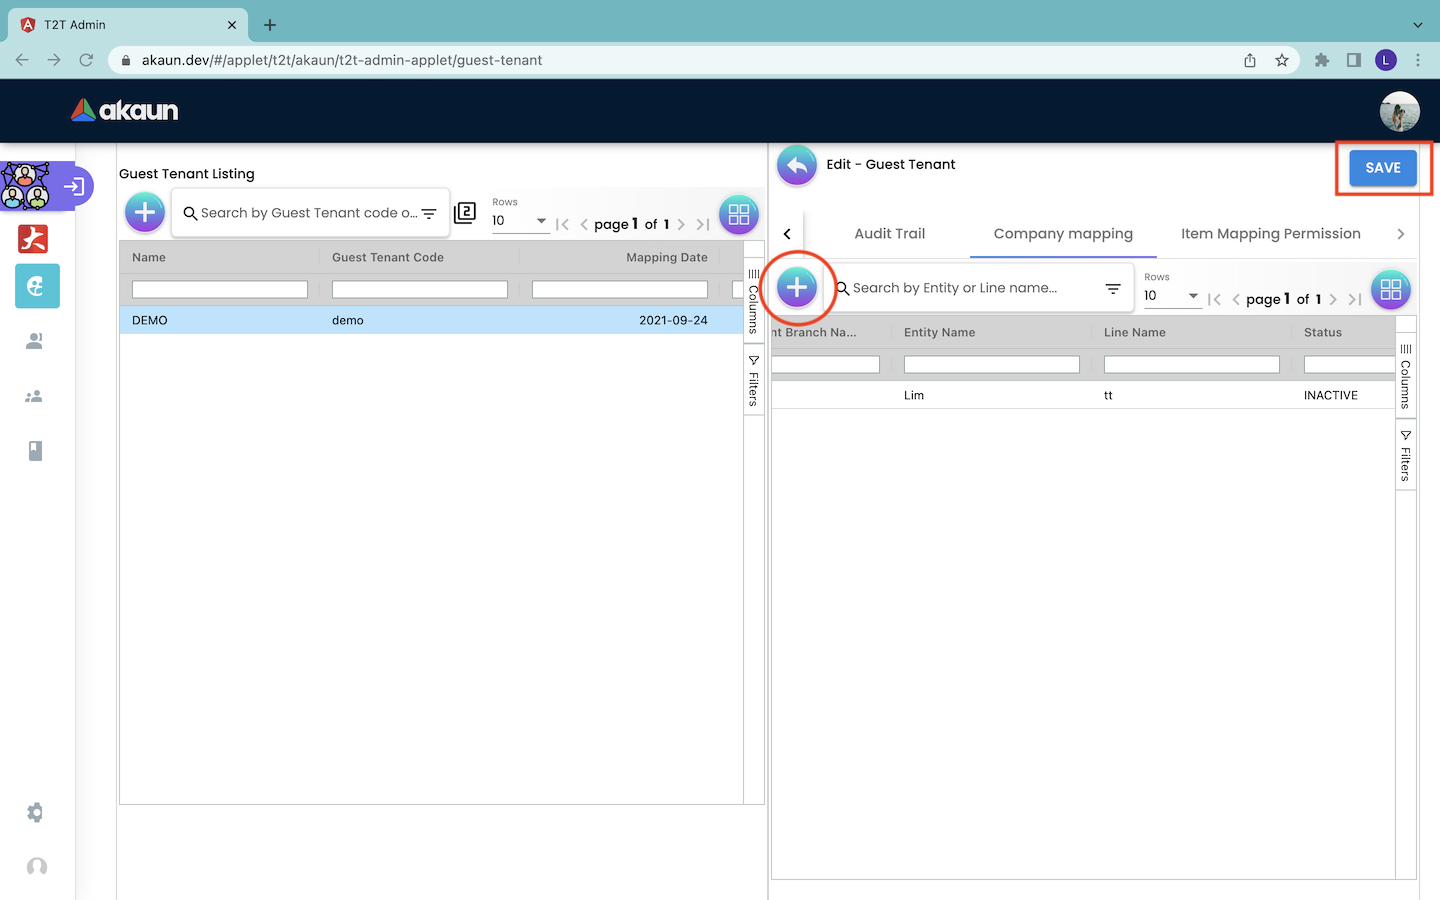 T2T Admin
akaun.dev/#/applet/t2t/akaun/t2t-admin-applet/guest-tenant
L
akaun
Guest Tenant Listing
Search by Guest Tenant code o...
2
Rows
10
page 1 of 1
Name
Guest Tenant Code
Mapping Date
DEMO
demo
2021-09-24
Columns
Filters
Edit - Guest Tenant
SAVE
Audit Trail
Company mapping
Item Mapping Permission
Search by Entity or Line name...
Rows
10
page 1 of 1
nt Branch Na...
Entity Name
Line Name
Status
Lim
tt
INACTIVE
Columns
Filters